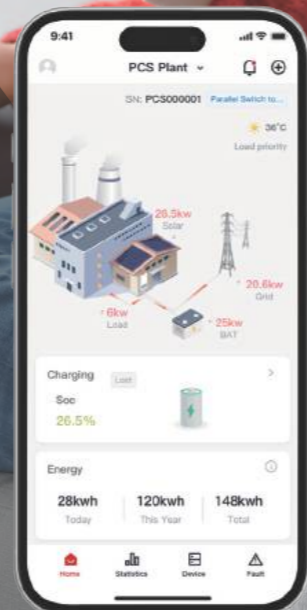 9:41
PCS Plant
SN: PCS000001 Parallel Switch to...
36°C
Load priority
26.5kw
Solar
20.6kw
Grid
6kw
Load
25kw
BAT
Charging
Soc
26.5%
Energy
28kwh 120kwh 148kwh
Today This Year Total
Home Statistics Device Fault